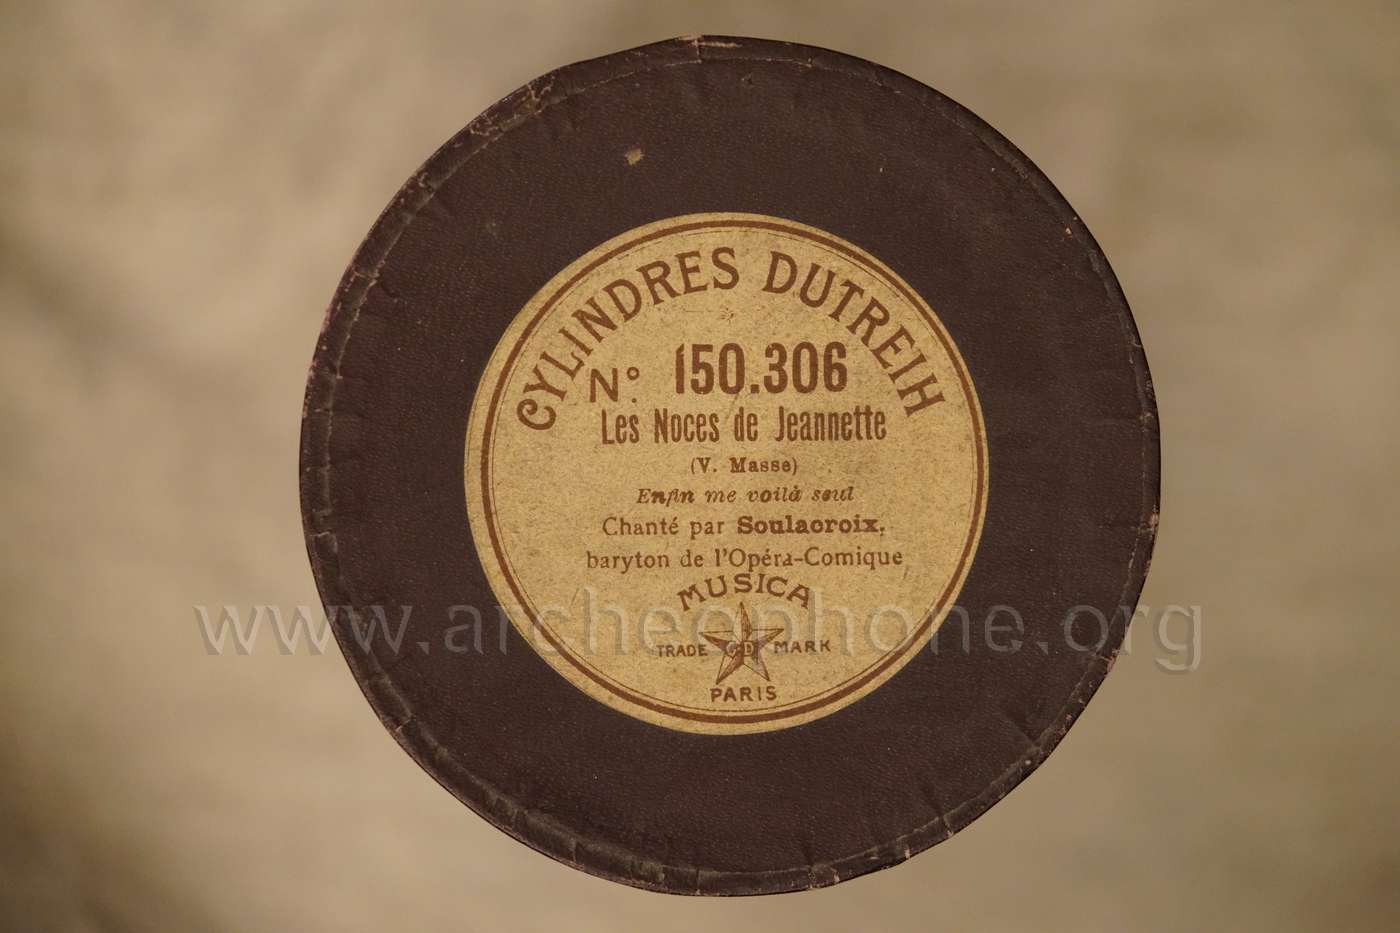 CYLINDRES DUTREIH
N° 150.306
Les Noces de Jeannette
(V. Masse)
Enfin me voilà seul
Chanté par Soulacroix,
baryton de l'Opéra-Comique
MUSICA
www.archeophone.org
TRADE CD MARK
PARIS